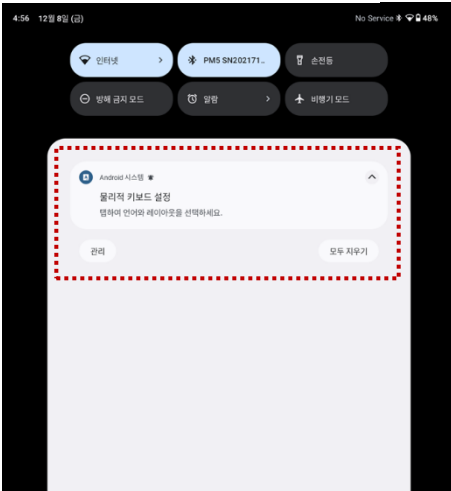 4:56 12월 8일 (금) No Service 48%
인터넷 PM5 SN202171.. 손전등
방해 금지 모드 알람 비행기 모드
Android 시스템
물리적 키보드 설정
탭하여 언어와 레이아웃을 선택하세요.
관리 모두 지우기